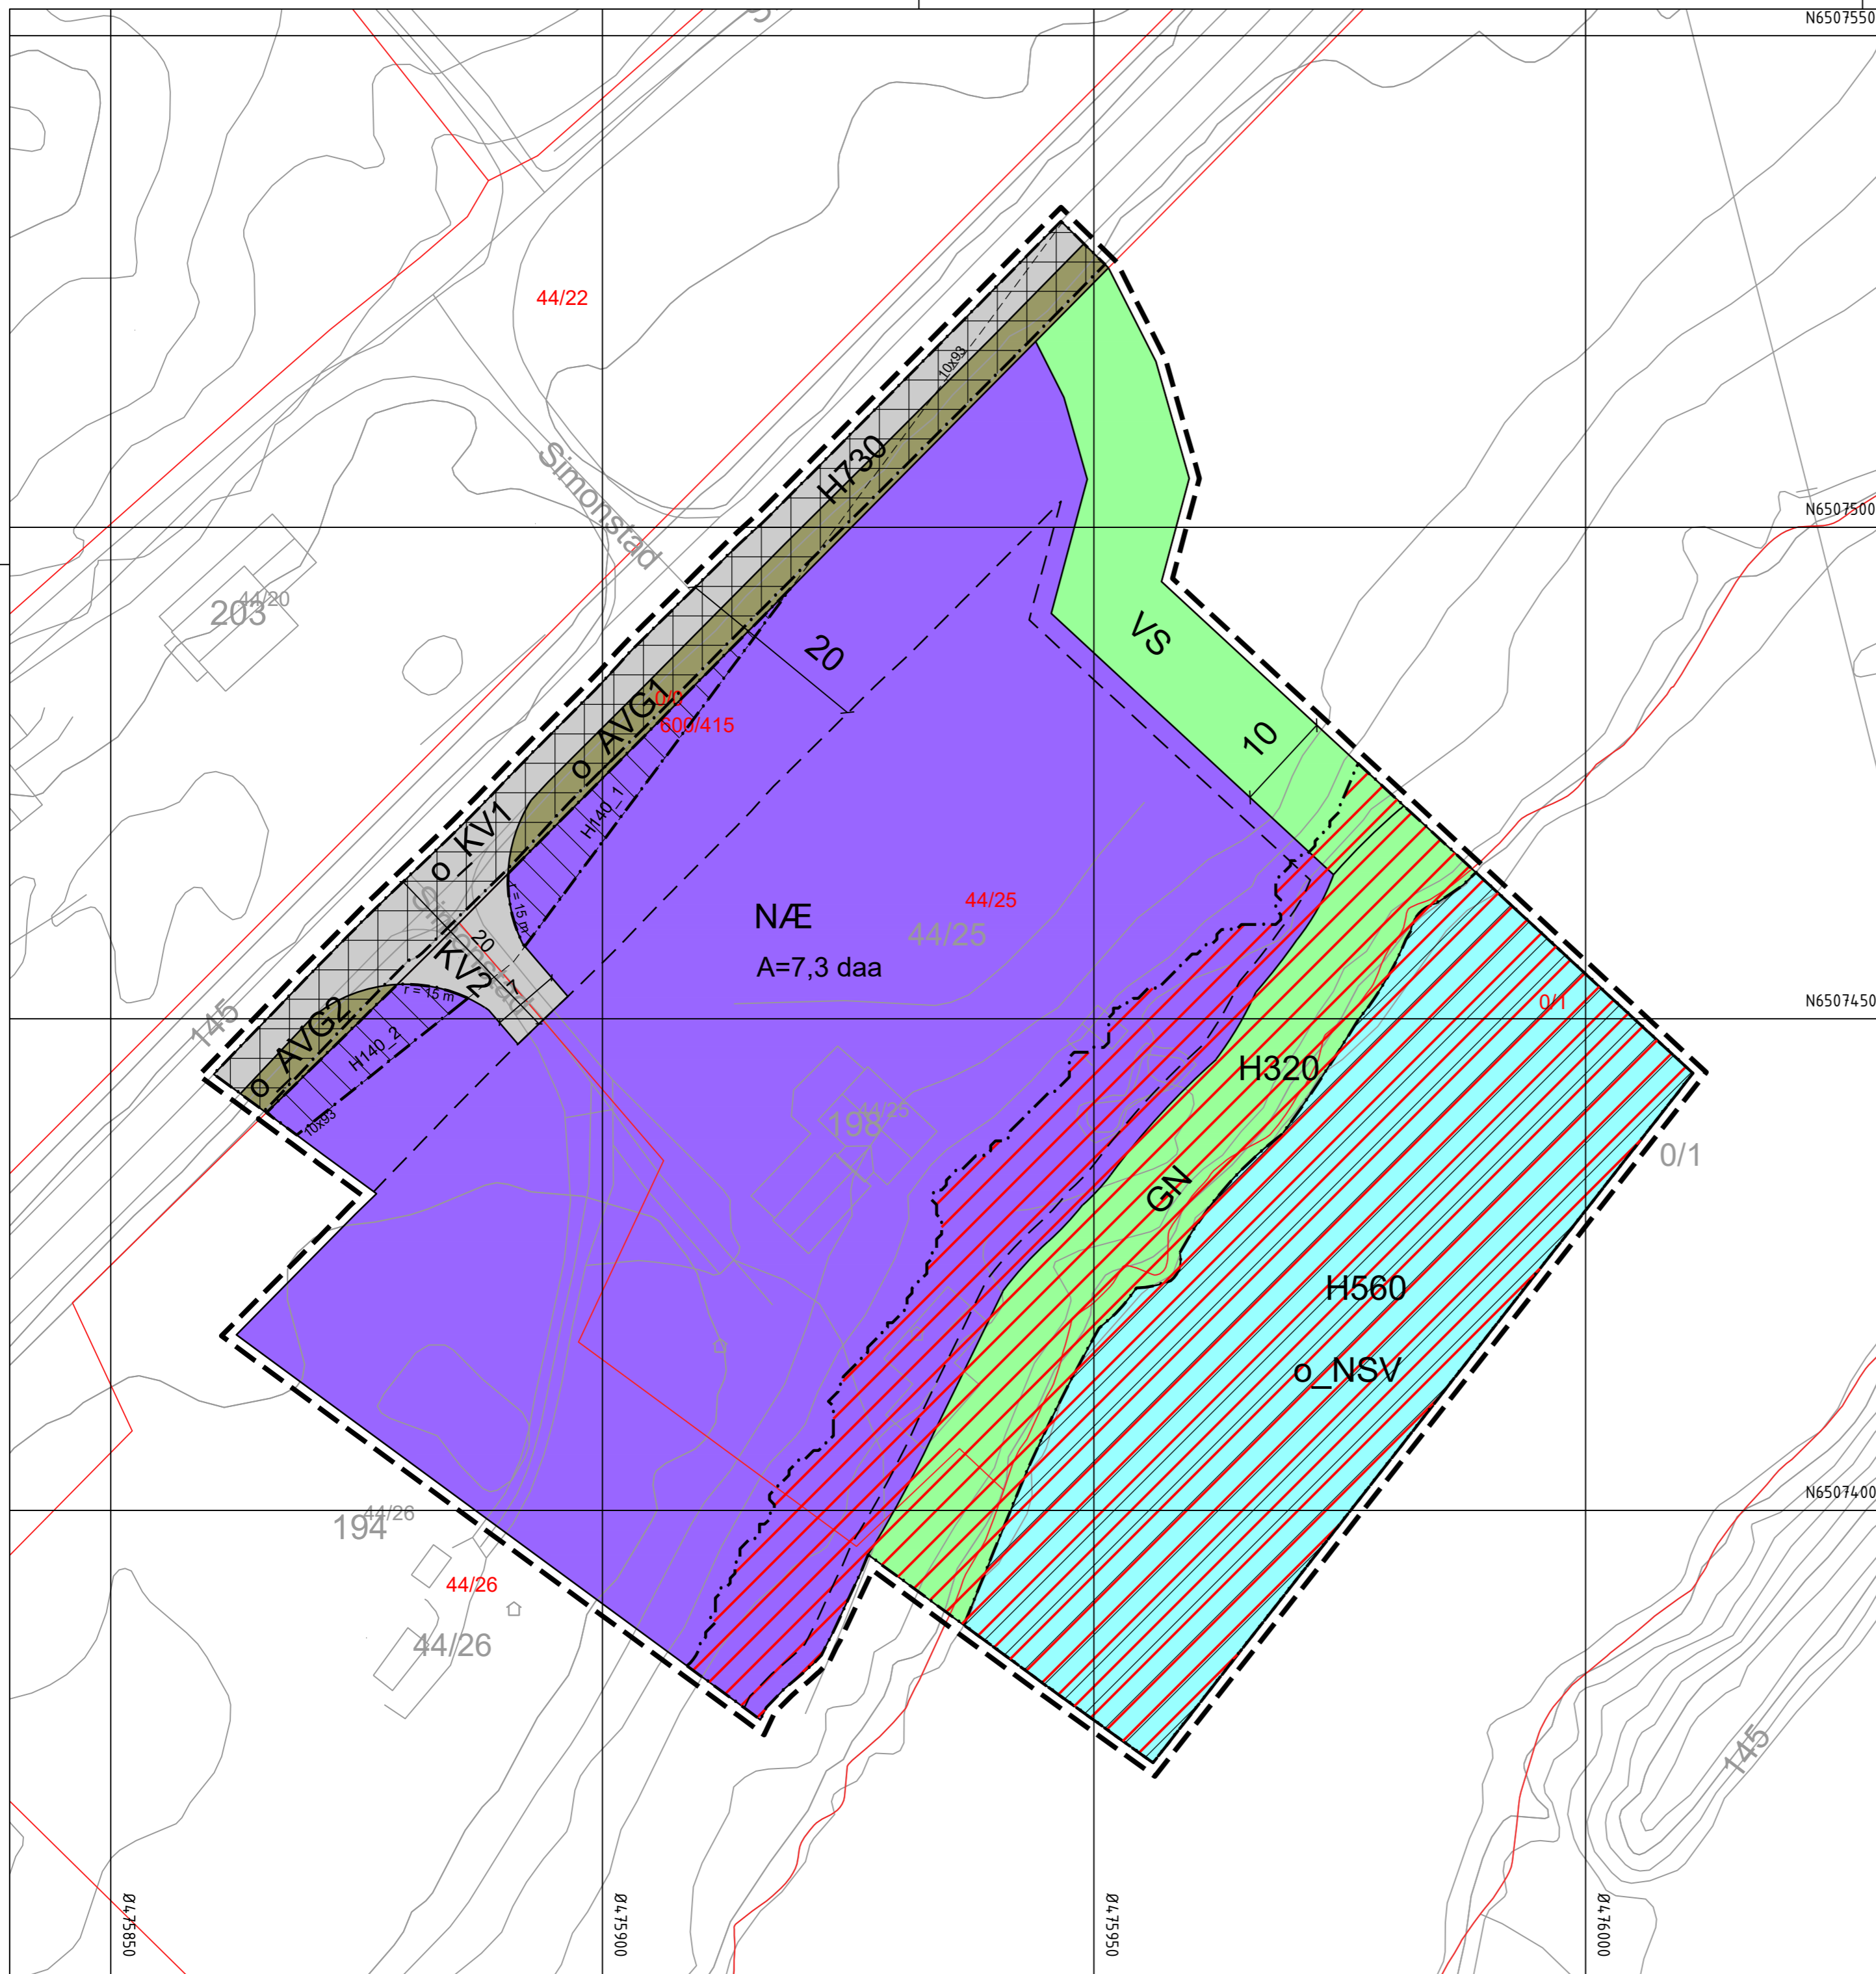 N6507550
44/22
10x93
H730
Simonstad
N6507500
44/20
203
20
VS
o_AVG1
0/0
600/415
10
H140_1
o_KV1
r = 15 m
44/25
NÆ
44/25
A=7,3 daa
20
KV2
7
Simonstad
r = 15 m
145
o_AVG2
H140_2
10x93
0/1
N6507450
H320
44/25
198
0/1
GN
H560
o_NSV
N6507400
44/26
194
44/26
44/26
145
Ø475850
Ø475900
Ø475950
Ø476000